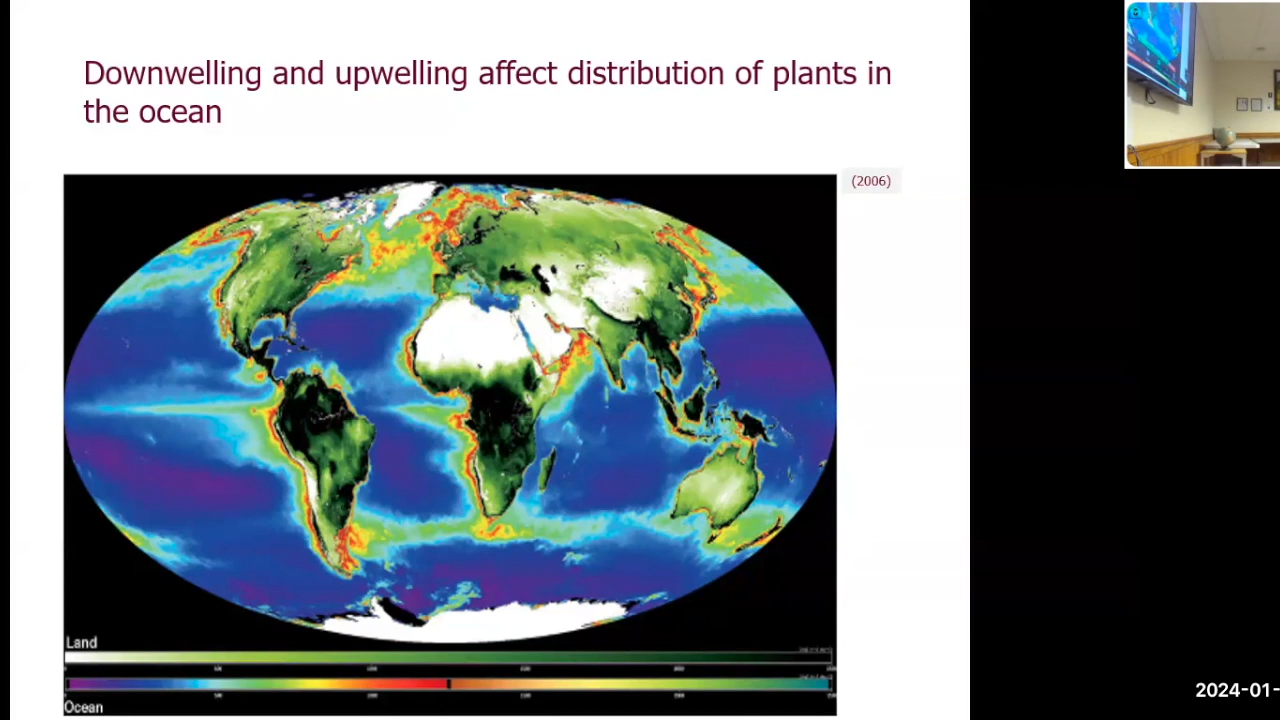 Downwelling and upwelling affect distribution of plants in
the ocean
(2006)
Land
Ocean
2024-01-